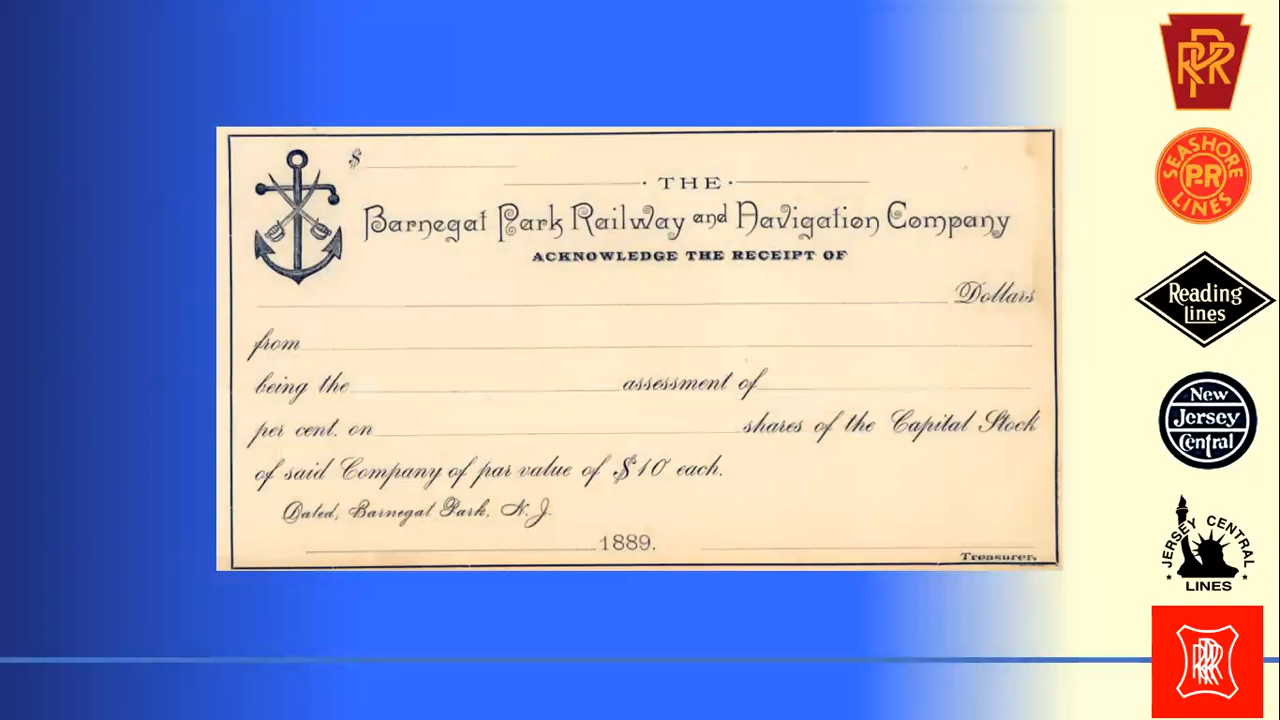 $
THE
Barnegat Park Railway and Navigation Company
ACKNOWLEDGE THE RECEIPT OF
Dollars
from
being the assessment of
per cent. on shares of the Capital Stock
of said Company of par value of $10 each.
Dated, Barnegat Park, N. J.
1889.
Treasurer.
PRR
SEASHORE
P-R
LINES
Reading
Lines
New
Jersey
Central
JERSEY CENTRAL
LINES